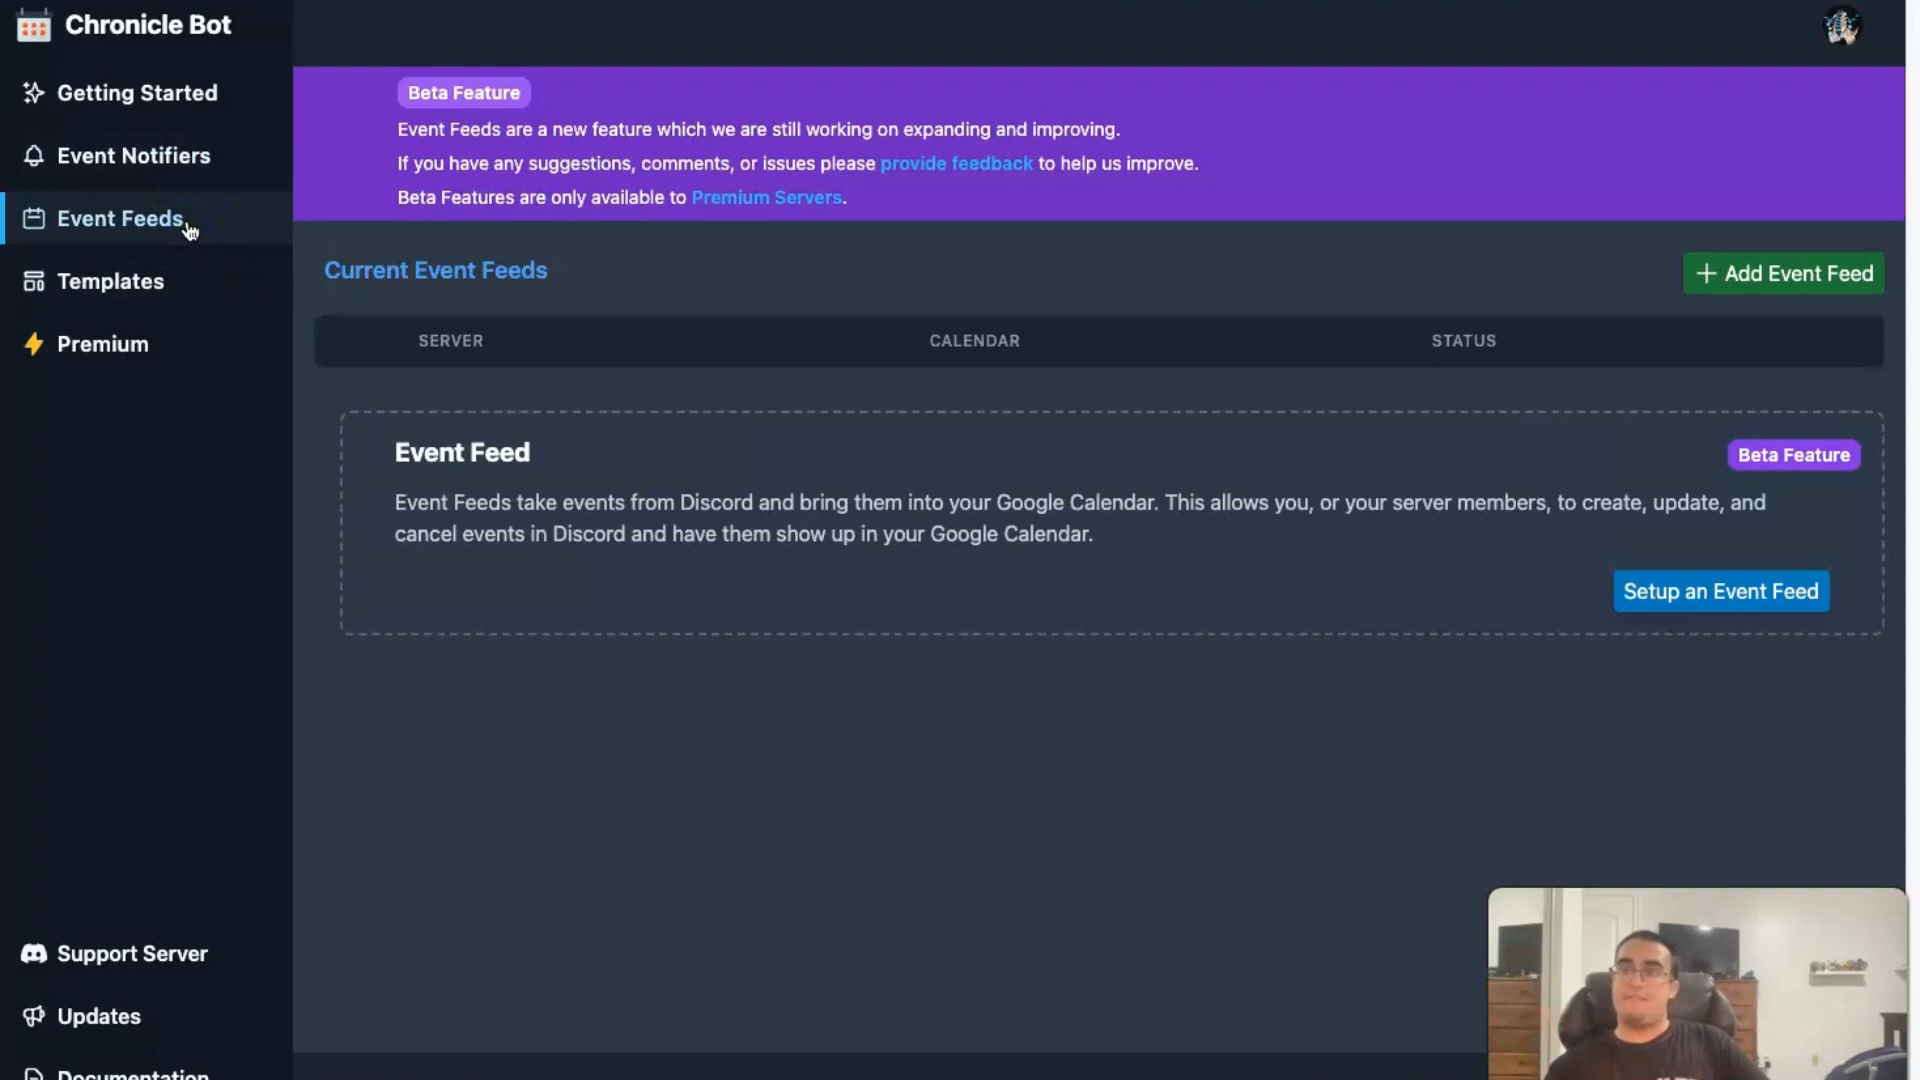 Chronicle Bot
Getting Started
Event Notifiers
Event Feeds
Templates
Premium
Support Server
Updates
Documentation
Beta Feature
Event Feeds are a new feature which we are still working on expanding and improving.
If you have any suggestions, comments, or issues please provide feedback to help us improve.
Beta Features are only available to Premium Servers.
Current Event Feeds
+ Add Event Feed
SERVER CALENDAR STATUS
Event Feed
Beta Feature
Event Feeds take events from Discord and bring them into your Google Calendar. This allows you, or your server members, to create, update, and
cancel events in Discord and have them show up in your Google Calendar.
Setup an Event Feed